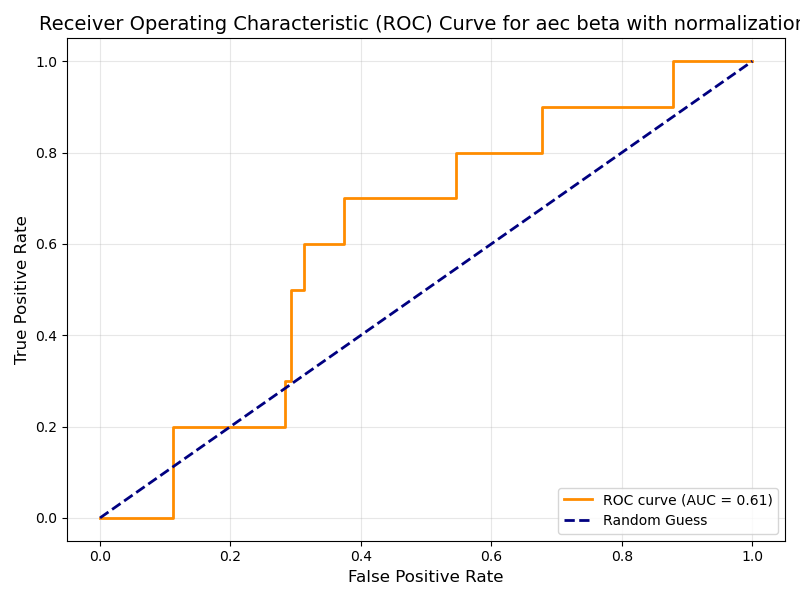 Receiver Operating Characteristic (ROC) Curve for aec beta with normalization
True Positive Rate
1.0
0.8
0.6
0.4
0.2
0.0
ROC curve (AUC = 0.61)
Random Guess
0.0 0.2 0.4 0.6 0.8 1.0
False Positive Rate